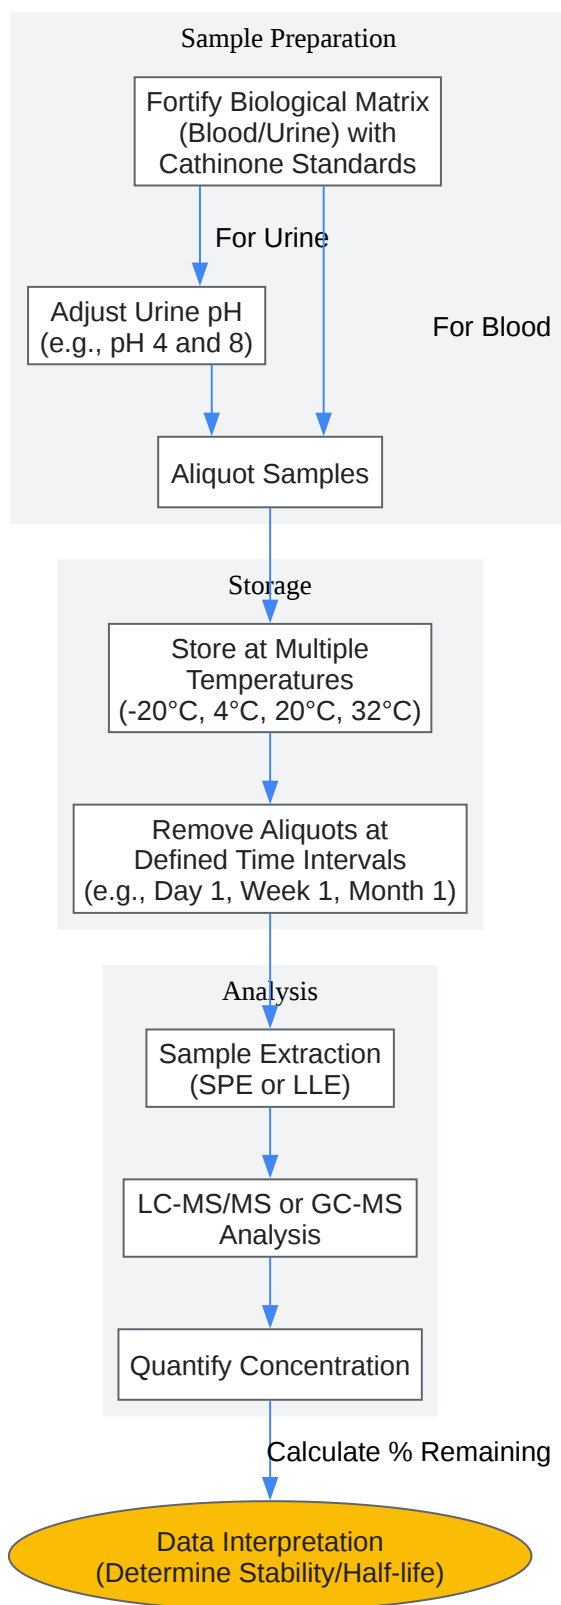 Sample Preparation
Fortify Biological Matrix
(Blood/Urine) with
Cathinone Standards
For Urine
Adjust Urine pH
(e.g., pH 4 and 8)
For Blood
Aliquot Samples
Storage
Store at Multiple
Temperatures
(-20°C, 4°C, 20°C, 32°C)
Remove Aliquots at
Defined Time Intervals
(e.g., Day 1, Week 1, Month 1)
Analysis
Sample Extraction
(SPE or LLE)
LC-MS/MS or GC-MS
Analysis
Quantify Concentration
Calculate % Remaining
Data Interpretation
(Determine Stability/Half-life)